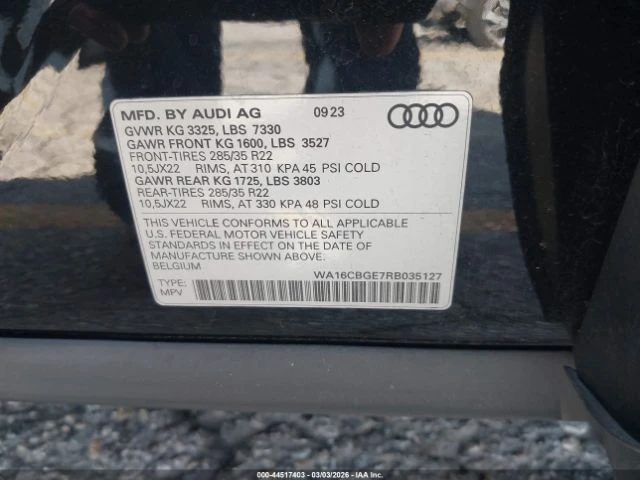 MFD. BY AUDI AG 09 23
GVWR KG 3325, LBS 7330
GAWR FRONT KG 1600, LBS 3527
FRONT-TIRES 285/35 R22
10,5JX22 RIMS, AT 310 KPA 45 PSI COLD
GAWR REAR KG 1725, LBS 3803
REAR-TIRES 285/35 R22
10,5JX22 RIMS, AT 330 KPA 48 PSI COLD
THIS VEHICLE CONFORMS TO ALL APPLICABLE
U.S. FEDERAL MOTOR VEHICLE SAFETY
STANDARDS IN EFFECT ON THE DATE OF
MANUFACTURE SHOWN ABOVE.
BELGIUM
WA16CBGE7RB035127
TYPE:
MPV
000-44517403 - 03/03/2026 - IAAI.COM